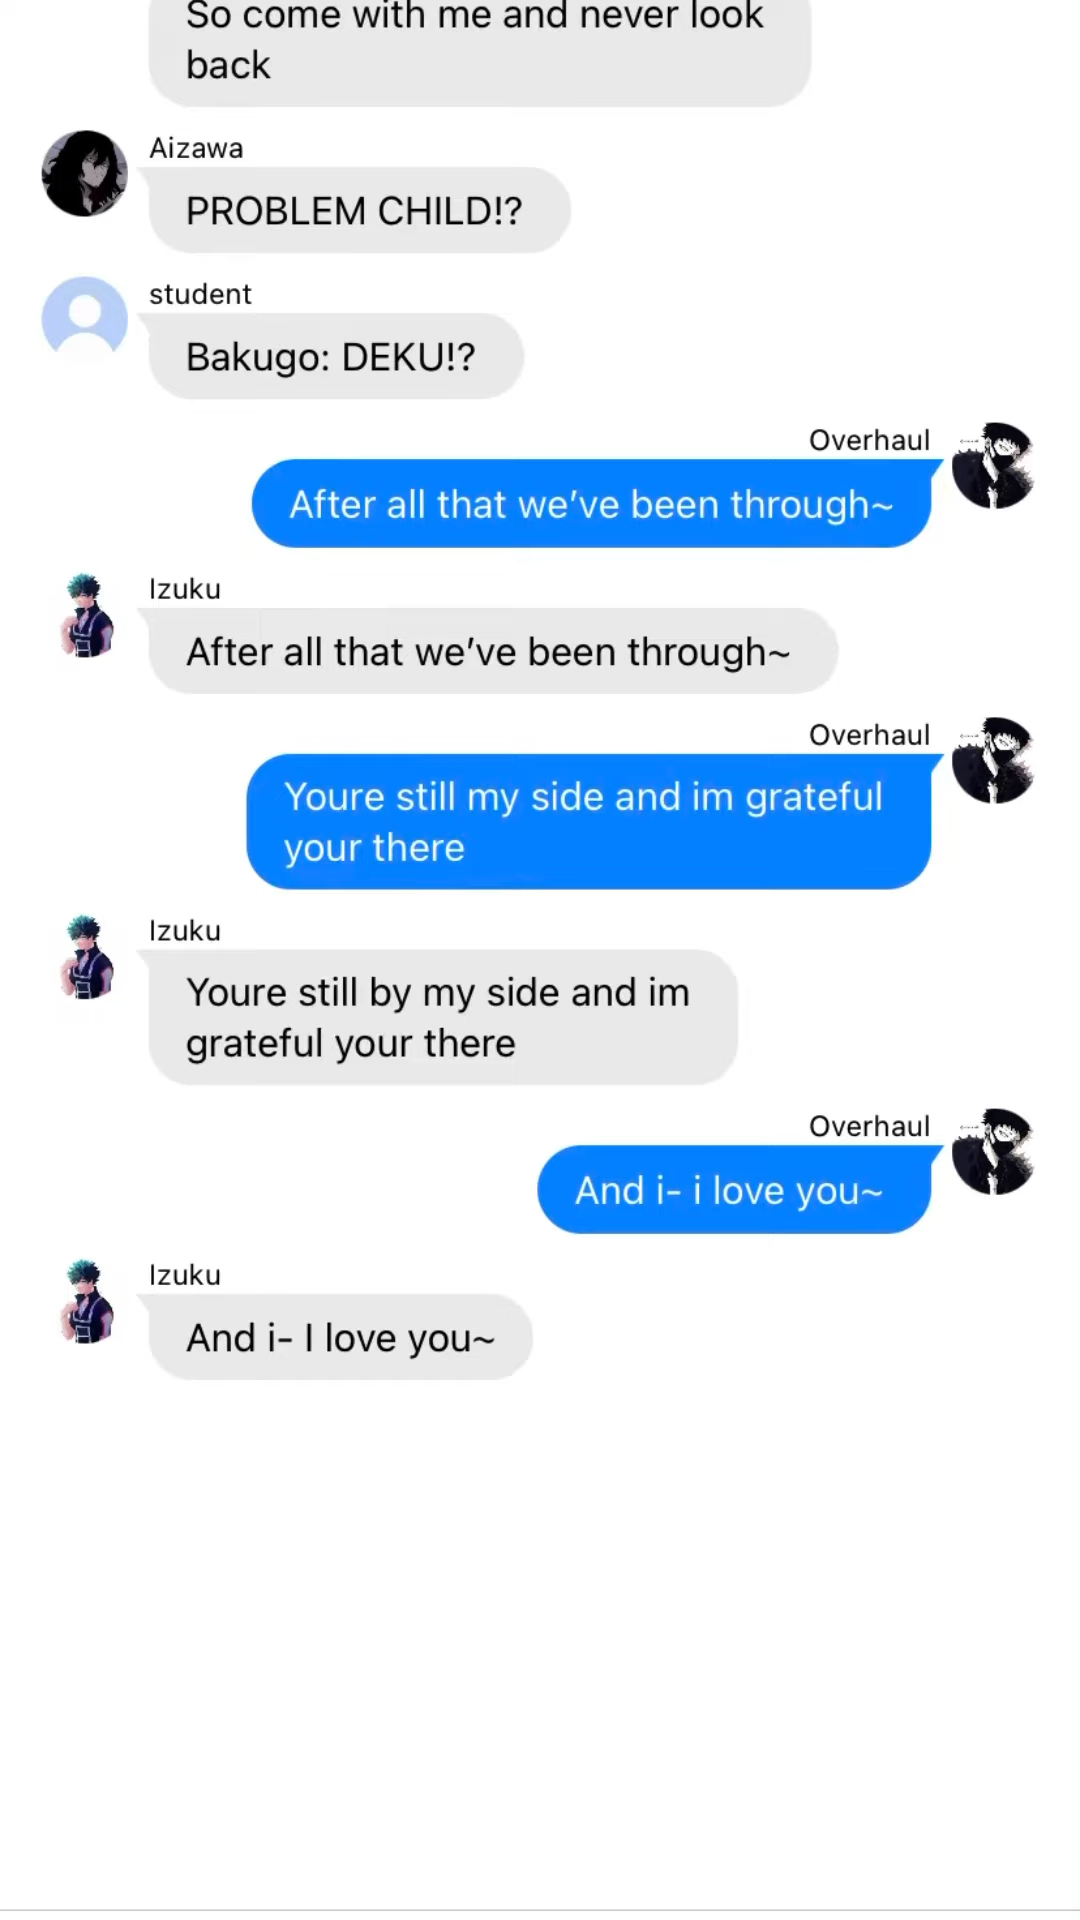 So come with me and never look
back
Aizawa
PROBLEM CHILD!?
student
Bakugo: DEKU!?
Overhaul
After all that we’ve been through~
Izuku
After all that we’ve been through~
Overhaul
Youre still my side and im grateful
your there
Izuku
Youre still by my side and im
grateful your there
Overhaul
And i- i love you~
Izuku
And i- I love you~